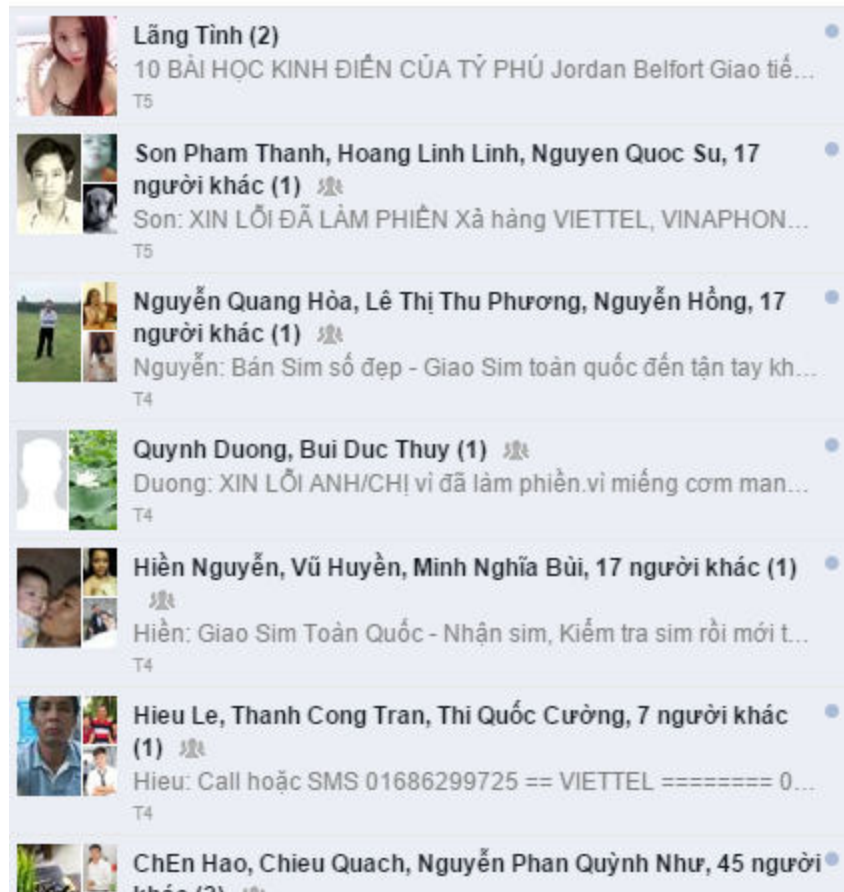 Lãng Tình (2)
10 BÀI HỌC KINH ĐIỂN CỦA TỶ PHÚ Jordan Belfort Giao tiế...
T5
Son Pham Thanh, Hoang Linh Linh, Nguyen Quoc Su, 17
người khác (1)
Son: XIN LỖI ĐÃ LÀM PHIỀN Xả hàng VIETTEL, VINAPHON...
T5
Nguyễn Quang Hòa, Lê Thị Thu Phương, Nguyễn Hồng, 17
người khác (1)
Nguyễn: Bán Sim số đẹp - Giao Sim toàn quốc đến tận tay kh...
T4
Quynh Duong, Bui Duc Thuy (1)
Duong: XIN LỖI ANH/CHỊ vì đã làm phiền.vì miếng cơm man...
T4
Hiền Nguyễn, Vũ Huyền, Minh Nghĩa Bùi, 17 người khác (1)
Hiền: Giao Sim Toàn Quốc - Nhận sim, Kiểm tra sim rồi mới t...
T4
Hieu Le, Thanh Cong Tran, Thi Quốc Cường, 7 người khác
(1)
Hieu: Call hoặc SMS 01686299725 == VIETTEL ======== 0...
T4
ChEn Hao, Chieu Quach, Nguyễn Phan Quỳnh Như, 45 người